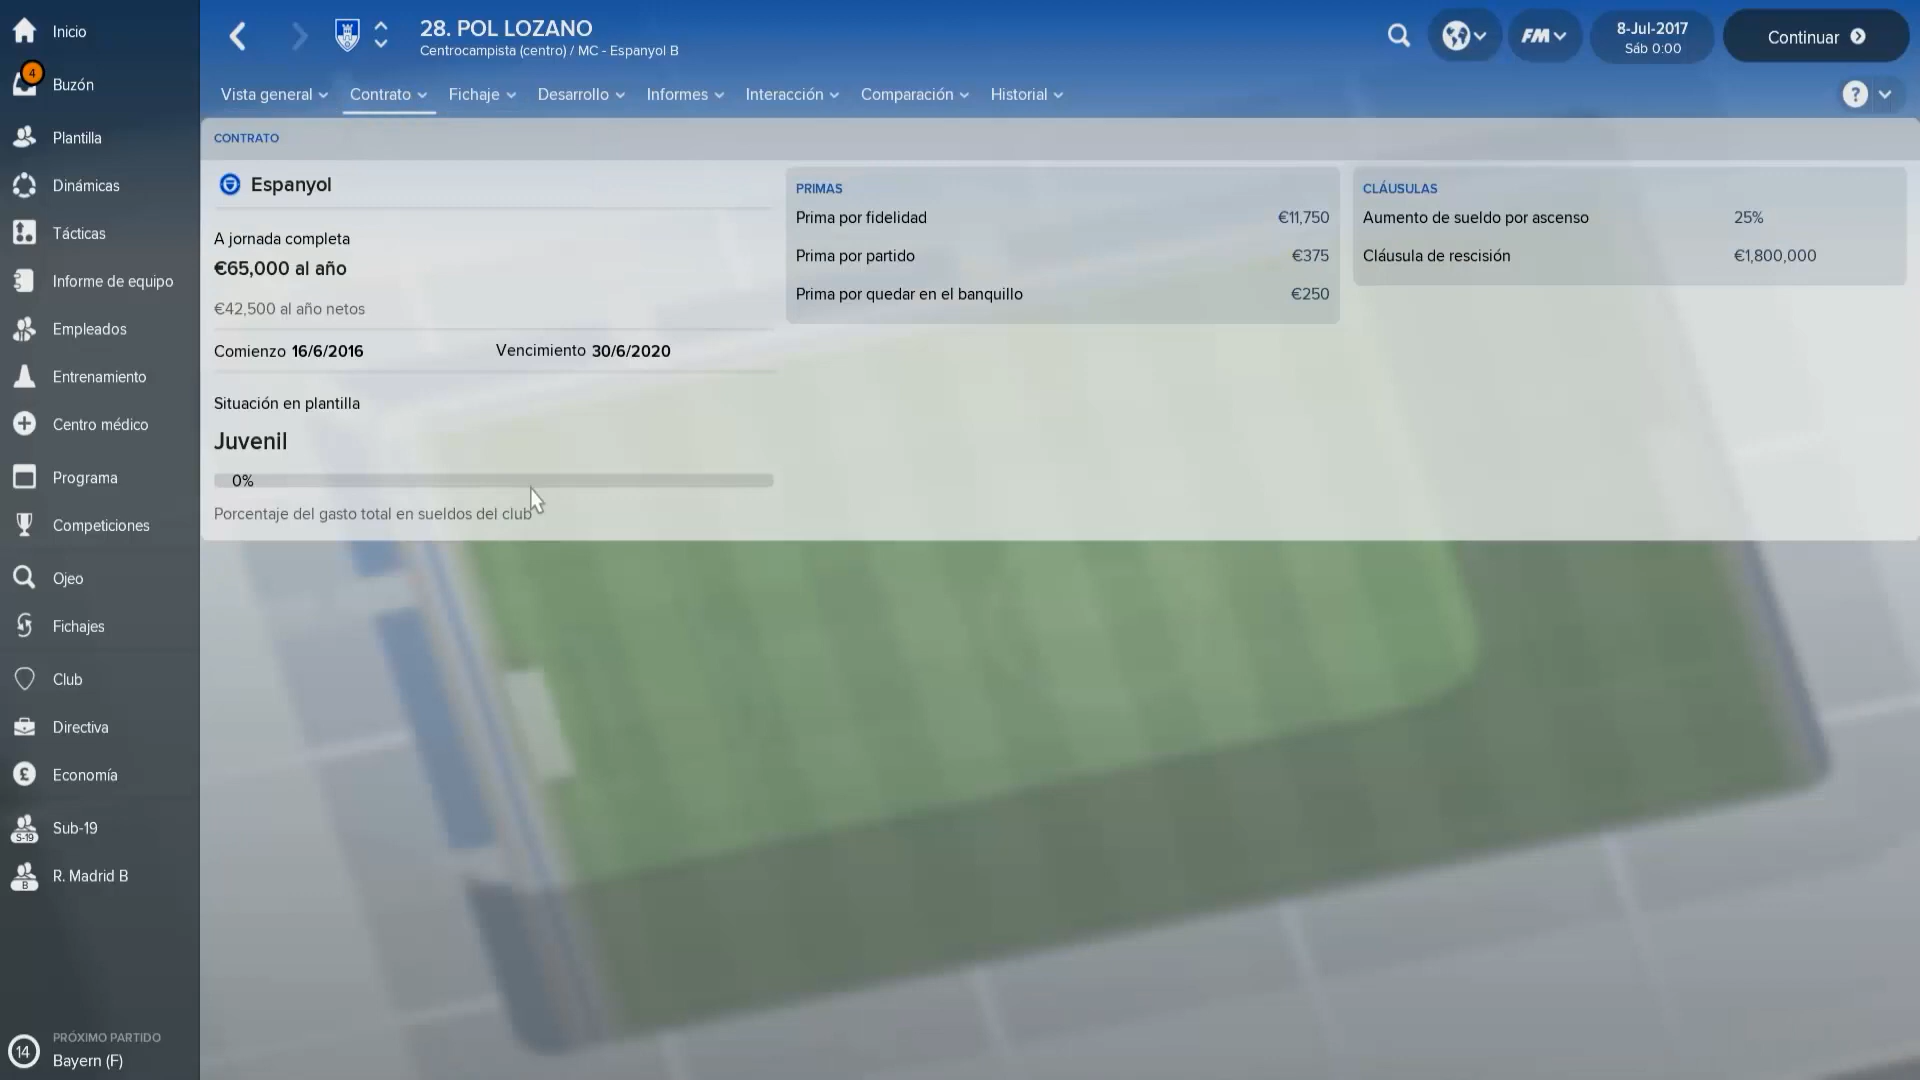 Inicio
4
Buzón
Plantilla
Dinámicas
Tácticas
Informe de equipo
Empleados
Entrenamiento
Centro médico
Programa
Competiciones
Ojeo
Fichajes
Club
Directiva
Economía
S-19
Sub-19
B
R. Madrid B
PRÓXIMO PARTIDO
14
Bayern (F)
28. POL LOZANO
Centrocampista (centro) / MC - Espanyol B
FM
8-Jul-2017
Sáb 0:00
Continuar
Vista general Contrato Fichaje Desarrollo Informes Interacción Comparación Historial
?
CONTRATO
Espanyol
A jornada completa
€65,000 al año
€42,500 al año netos
Comienzo 16/6/2016 Vencimiento 30/6/2020
Situación en plantilla
Juvenil
0%
Porcentaje del gasto total en sueldos del club
PRIMAS
Prima por fidelidad €11,750
Prima por partido €375
Prima por quedar en el banquillo €250
CLÁUSULAS
Aumento de sueldo por ascenso 25%
Cláusula de rescisión €1,800,000